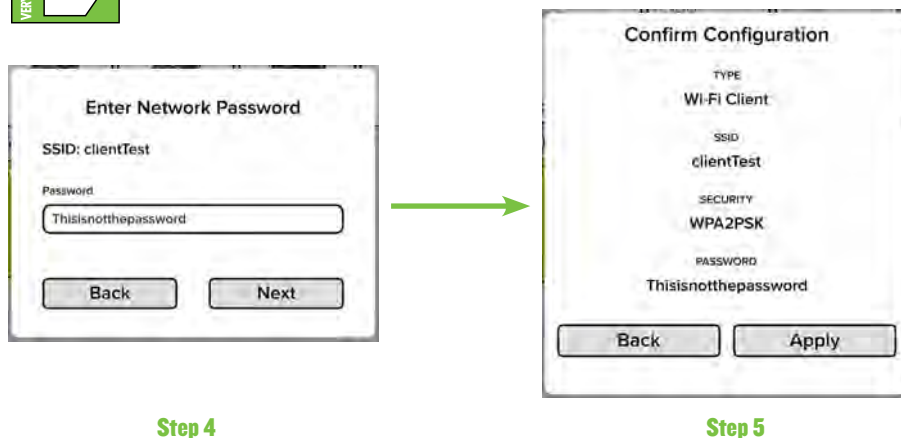 VERY
Enter Network Password
SSID: clientTest
Password
Thisisnotthepassword
Back Next
Step 4
Confirm Configuration
TYPE
Wi-Fi Client
SSID
clientTest
SECURITY
WPA2PSK
PASSWORD
Thisisnotthepassword
Back Apply
Step 5